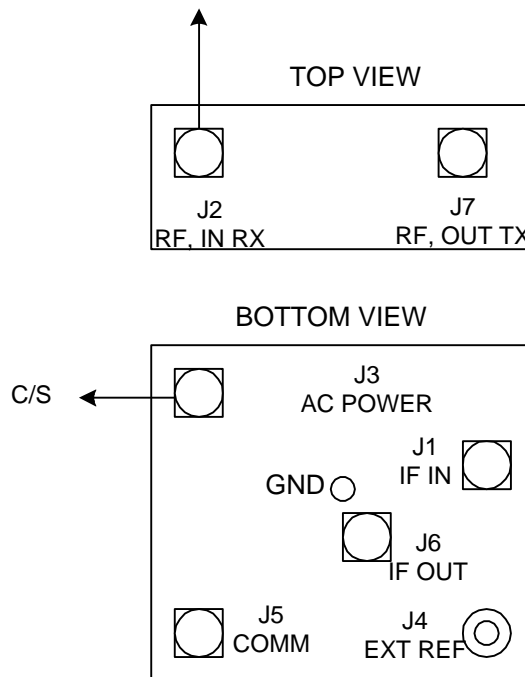 TOP VIEW
J2
RF, IN RX
J7
RF, OUT TX
BOTTOM VIEW
C/S
J3
AC POWER
J1
IF IN
GND
J6
IF OUT
J5
COMM
J4
EXT REF